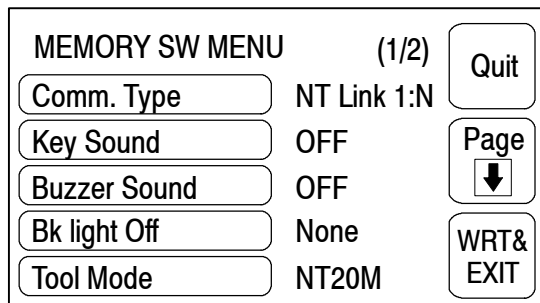 MEMORY SW MENU (1/2) Quit
Comm. Type NT Link 1:N
Key Sound OFF Page
Buzzer Sound OFF
Bk light Off None WRT&
Tool Mode NT20M EXIT